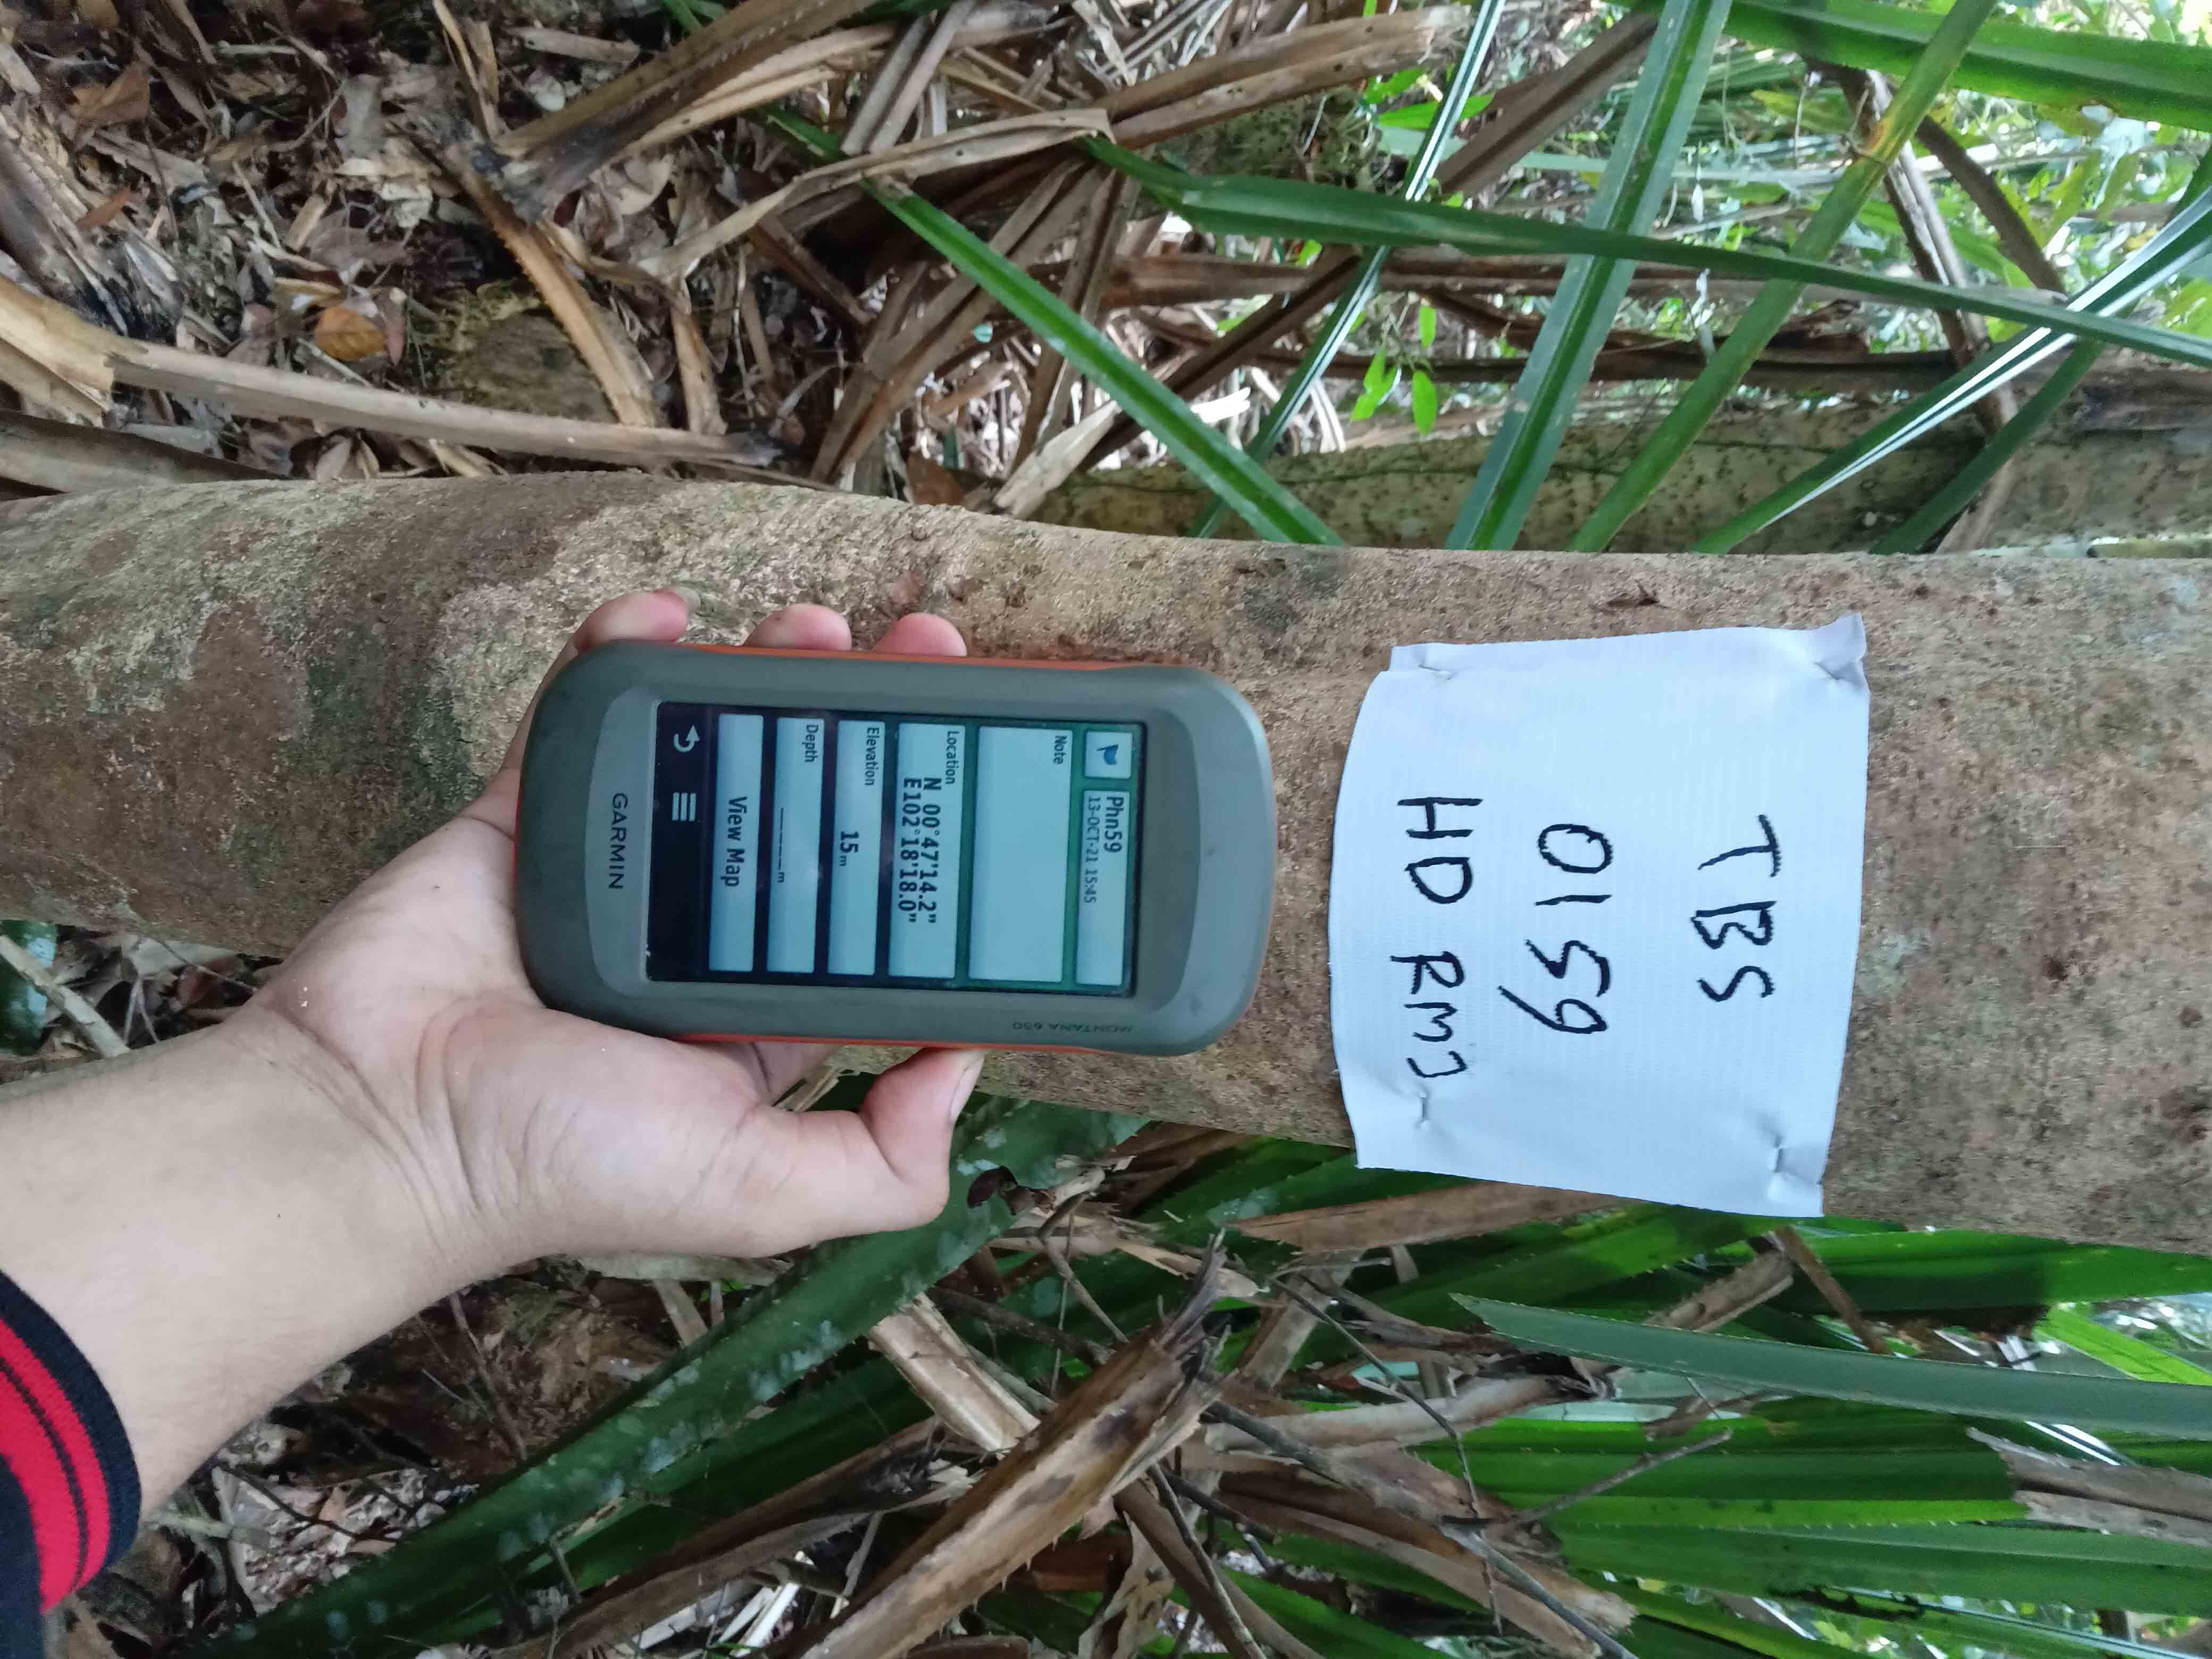 TBS
0159
HD RMJ
MONTANA 650
Phn59
13-OCT-21 15:45
Note
Location
N 00°47'14.2"
E102°18'18.0"
Elevation
15m
Depth
_____m
View Map
GARMIN